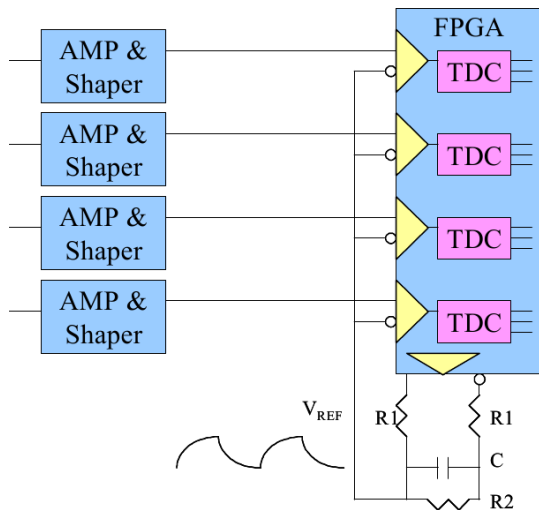 FPGA
AMP &
Shaper
TDC
AMP &
Shaper
TDC
AMP &
Shaper
TDC
AMP &
Shaper
TDC
VREF
R1
R1
C
R2